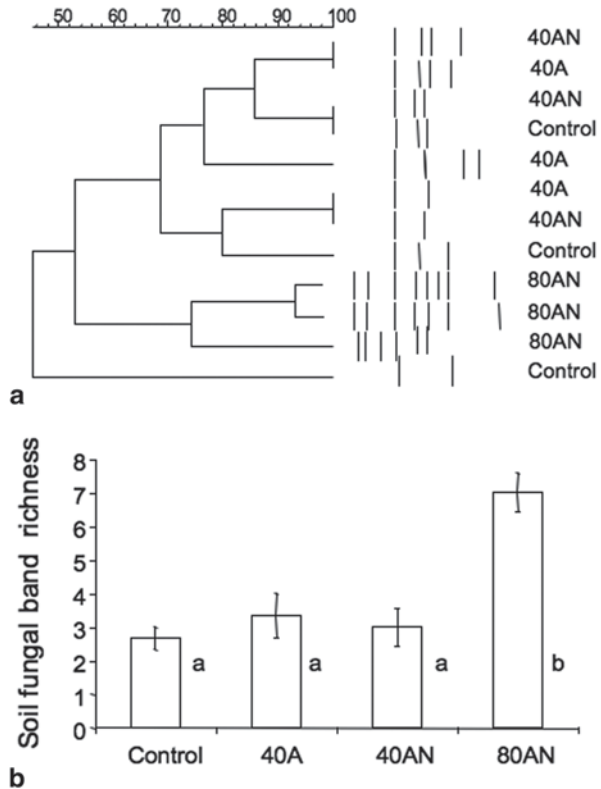 50 60 70 80 90 100
40AN
40A
40AN
Control
40A
40A
40AN
Control
80AN
80AN
80AN
Control
a
Soil fungal band richness
8
7
6
5
4
3
2
1
0
a
a
a
b
Control 40A 40AN 80AN
b